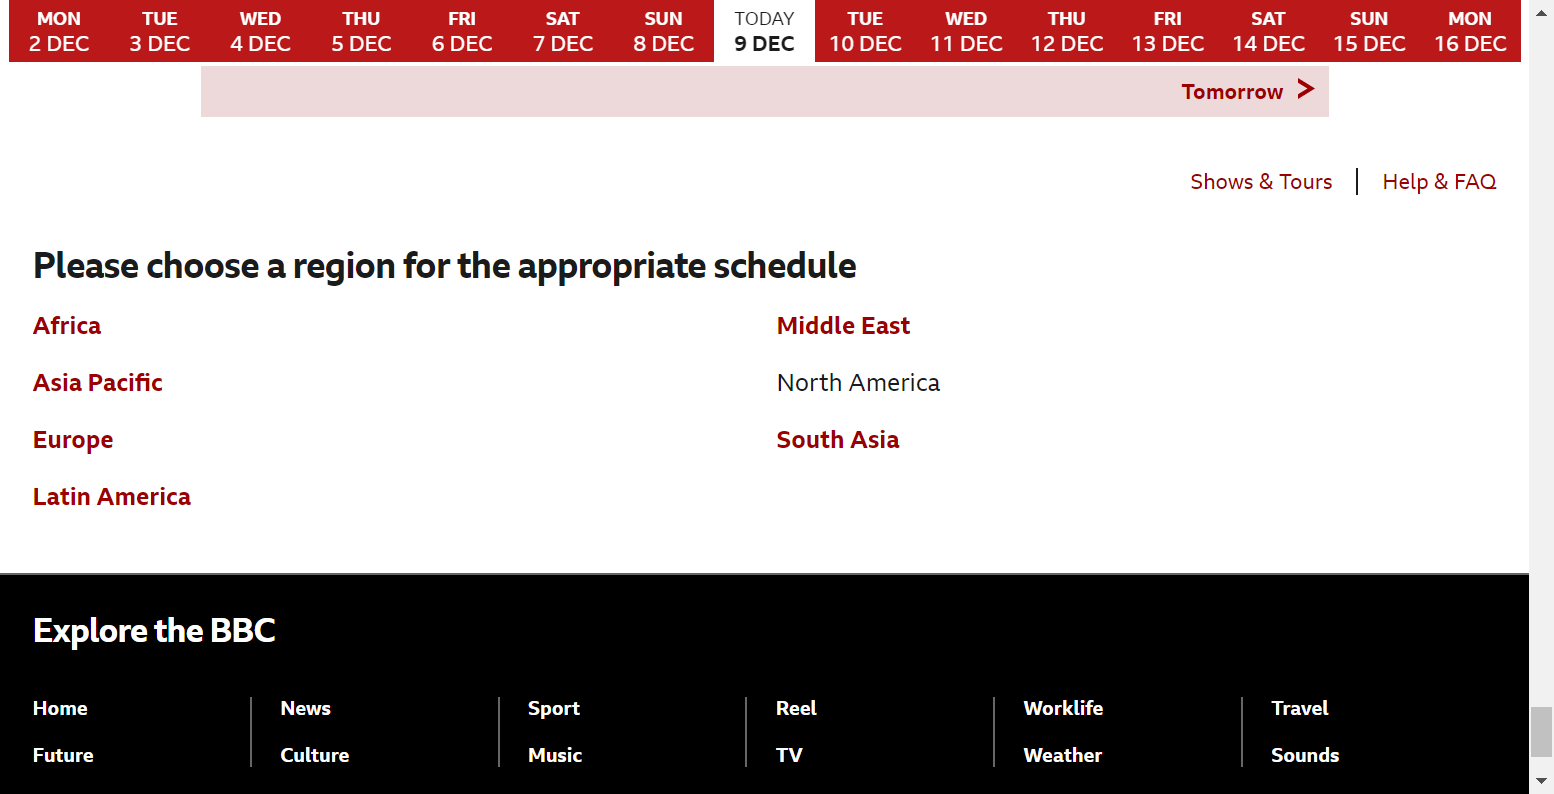 MON TUE WED THU FRI SAT SUN TODAY TUE WED THU FRI SAT SUN MON
2 DEC 3 DEC 4 DEC 5 DEC 6 DEC 7 DEC 8 DEC 9 DEC 10 DEC 11 DEC 12 DEC 13 DEC 14 DEC 15 DEC 16 DEC
Tomorrow
Shows & Tours Help & FAQ
Please choose a region for the appropriate schedule
Africa Middle East
Asia Pacific North America
Europe South Asia
Latin America
Explore the BBC
Home News Sport Reel Worklife Travel
Future Culture Music TV Weather Sounds